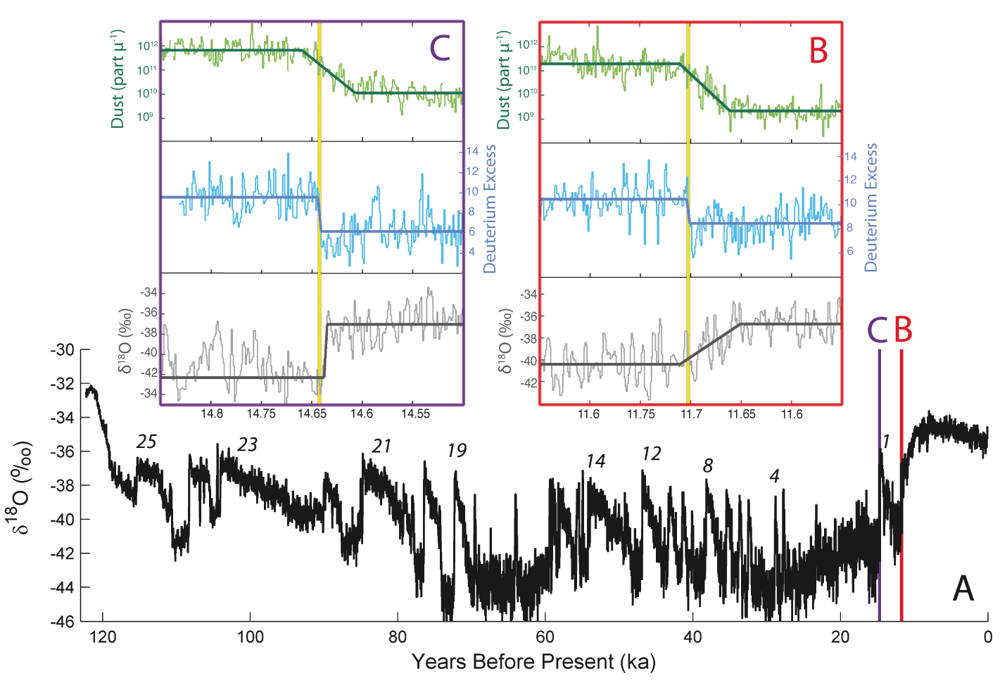 C
Dust (part μ⁻¹)
10¹²
10¹¹
10¹⁰
10⁹
14
12
10
8
6
4
Deuterium Excess
δ¹⁸O (‰)
-34
-36
-38
-40
-42
-34
14.8 14.75 14.65 14.6 14.55
B
Dust (part μ⁻¹)
10¹²
10¹¹
10¹⁰
10⁹
14
12
10
8
6
Deuterium Excess
δ¹⁸O (‰)
-34
-36
-38
-40
-42
11.6 11.75 11.7 11.65 11.6
C B
δ¹⁸O (‰)
-30
-32
-34
-36
-38
-40
-42
-44
-46
25 23 21 19 14 12 8 4 1
A
120 100 80 60 40 20 0
Years Before Present (ka)